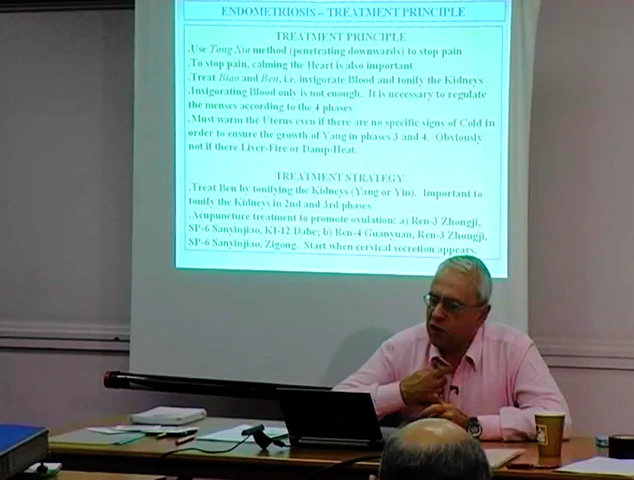 ENDOMETRIOSIS – TREATMENT PRINCIPLE
TREATMENT PRINCIPLE
.Use Tong Xia method (penetrating downwards) to stop pain
.To stop pain, calming the Heart is also important
.Treat Biao and Ben, i.e. invigorate Blood and tonify the Kidneys
.Invigorating Blood only is not enough. It is necessary to regulate
the menses according to the 4 phases
.Must warm the Uterus even if there are no specific signs of Cold in
order to ensure the growth of Yang in phases 3 and 4. Obviously
not if there Liver-Fire or Damp-Heat.
TREATMENT STRATEGY
.Treat Ben by tonifying the Kidneys (Yang or Yin). Important to
tonify the Kidneys in 2nd and 3rd phases
.Acupuncture treatment to promote ovulation: a) Ren-3 Zhongji,
SP-6 Sanyinjiao, KI-12 Dahe; b) Ren-4 Guanyuan, Ren-3 Zhongji,
SP-6 Sanyinjiao, Zigong. Start when cervical secretion appears.